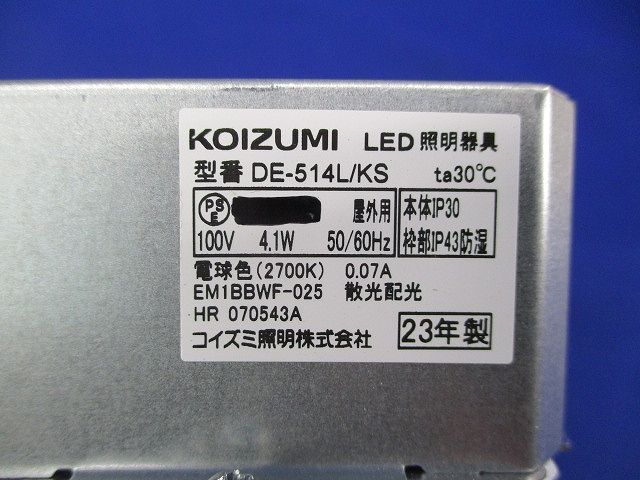 KOIZUMI LED 照明器具
型番 DE-514L/KS ta30℃
PSE 屋外用 本体IP30
100V 4.1W 50/60Hz 枠部IP43防湿
電球色(2700K) 0.07A
EM1BBWF-025 散光配光
HR 070543A
コイズミ照明株式会社 23年製